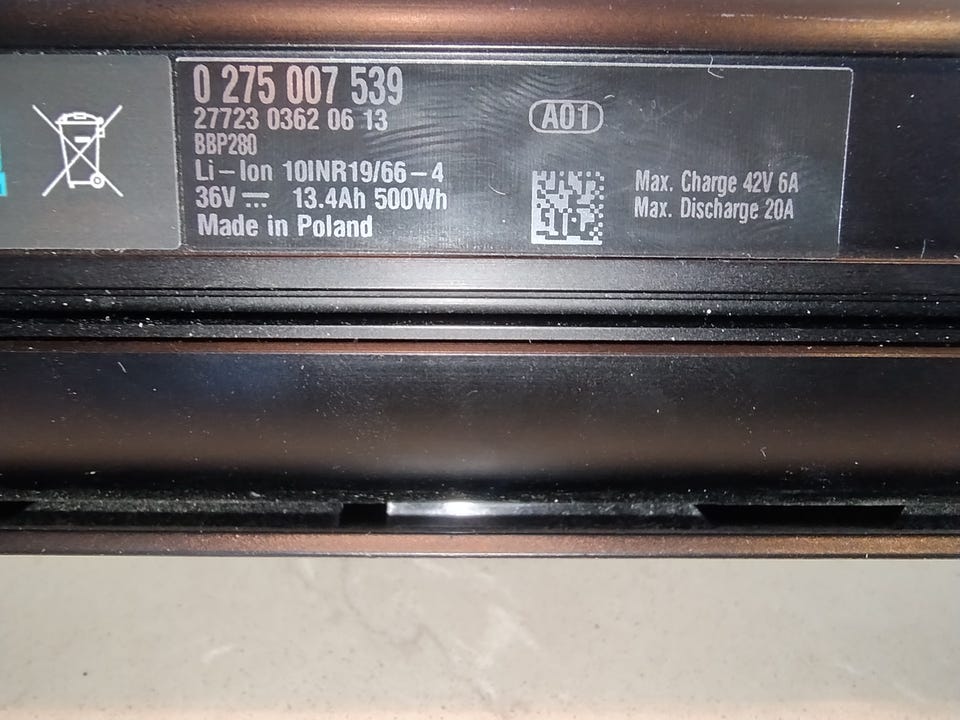 0 275 007 539
27723 0362 06 13
BBP280
Li-Ion 10INR19/66-4
36V ⎓ 13.4Ah 500Wh
Made in Poland
A01
Max. Charge 42V 6A
Max. Discharge 20A